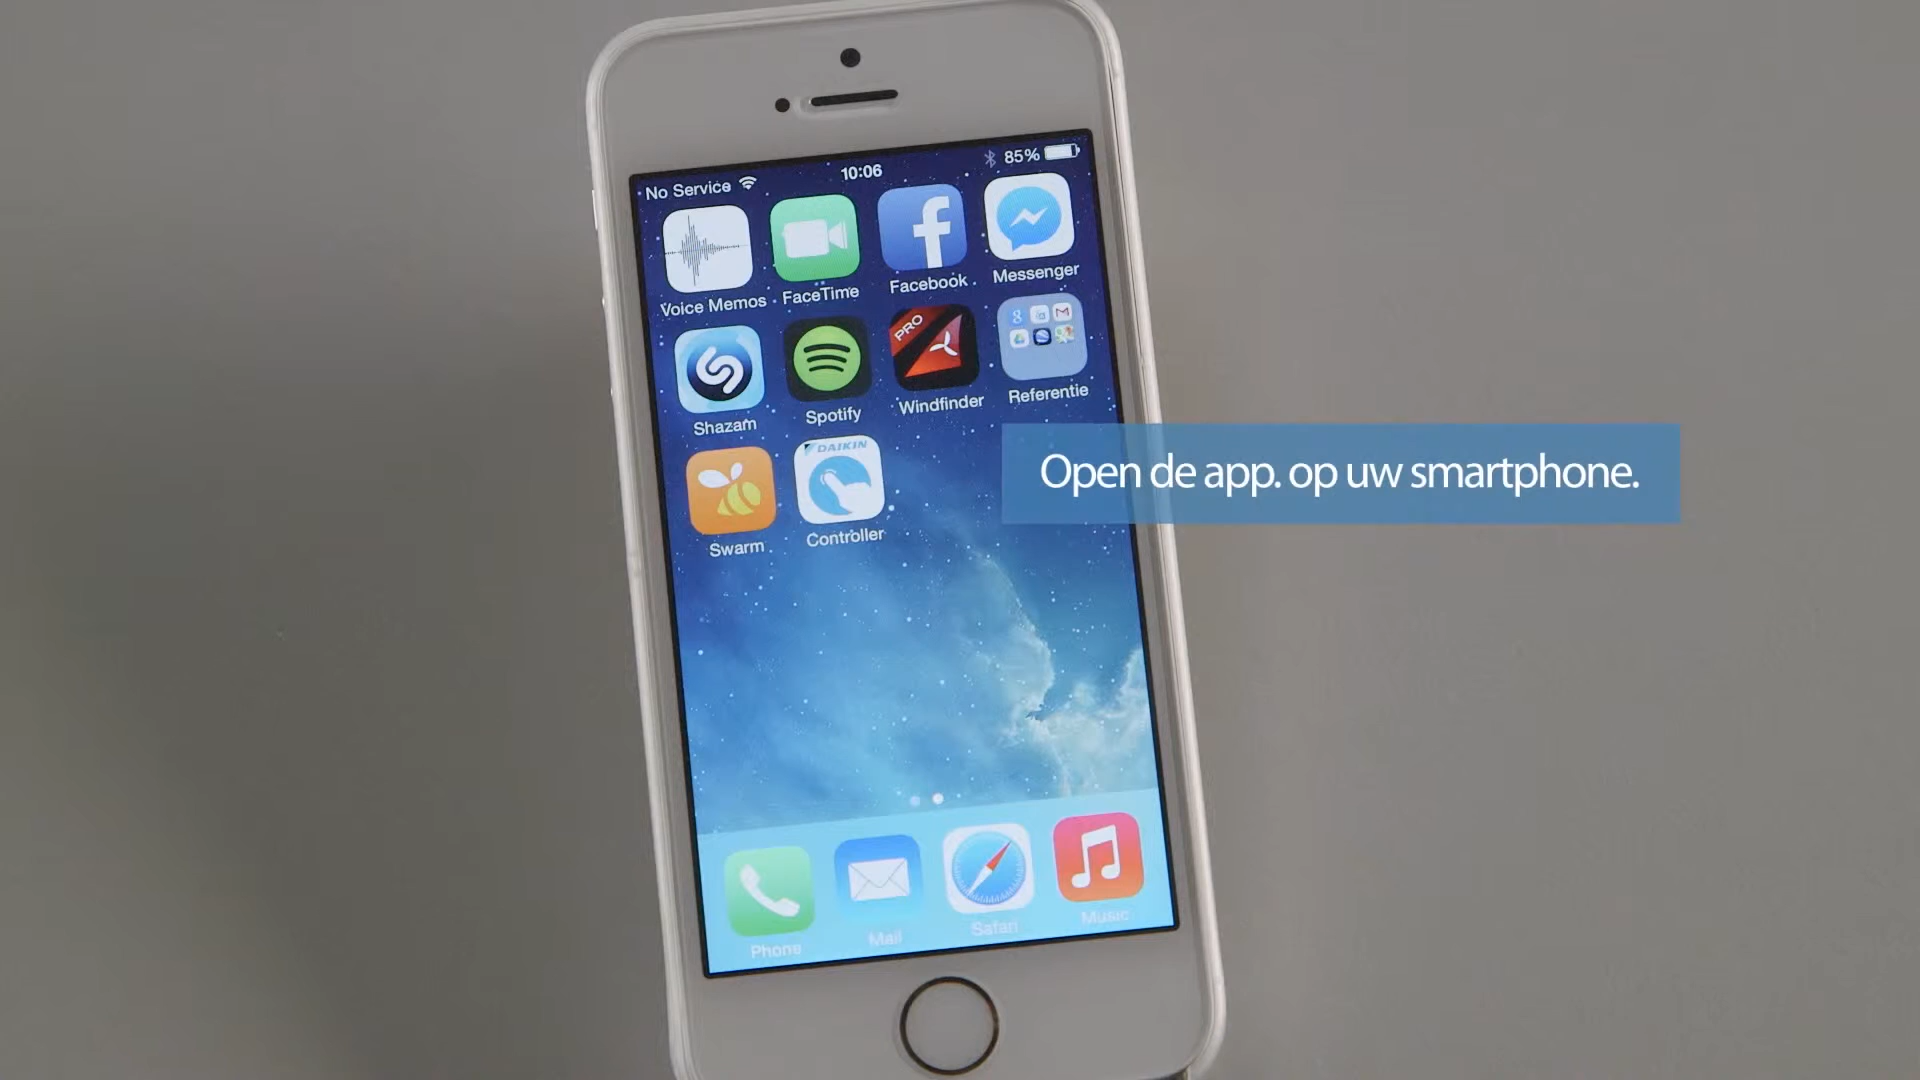 No Service 10:06 85%
Voice Memos FaceTime Facebook Messenger
PRO
Shazam Spotify Windfinder Referentie
DAIKIN
Swarm Controller
Open de app. op uw smartphone.
Phone Mail Safari Music